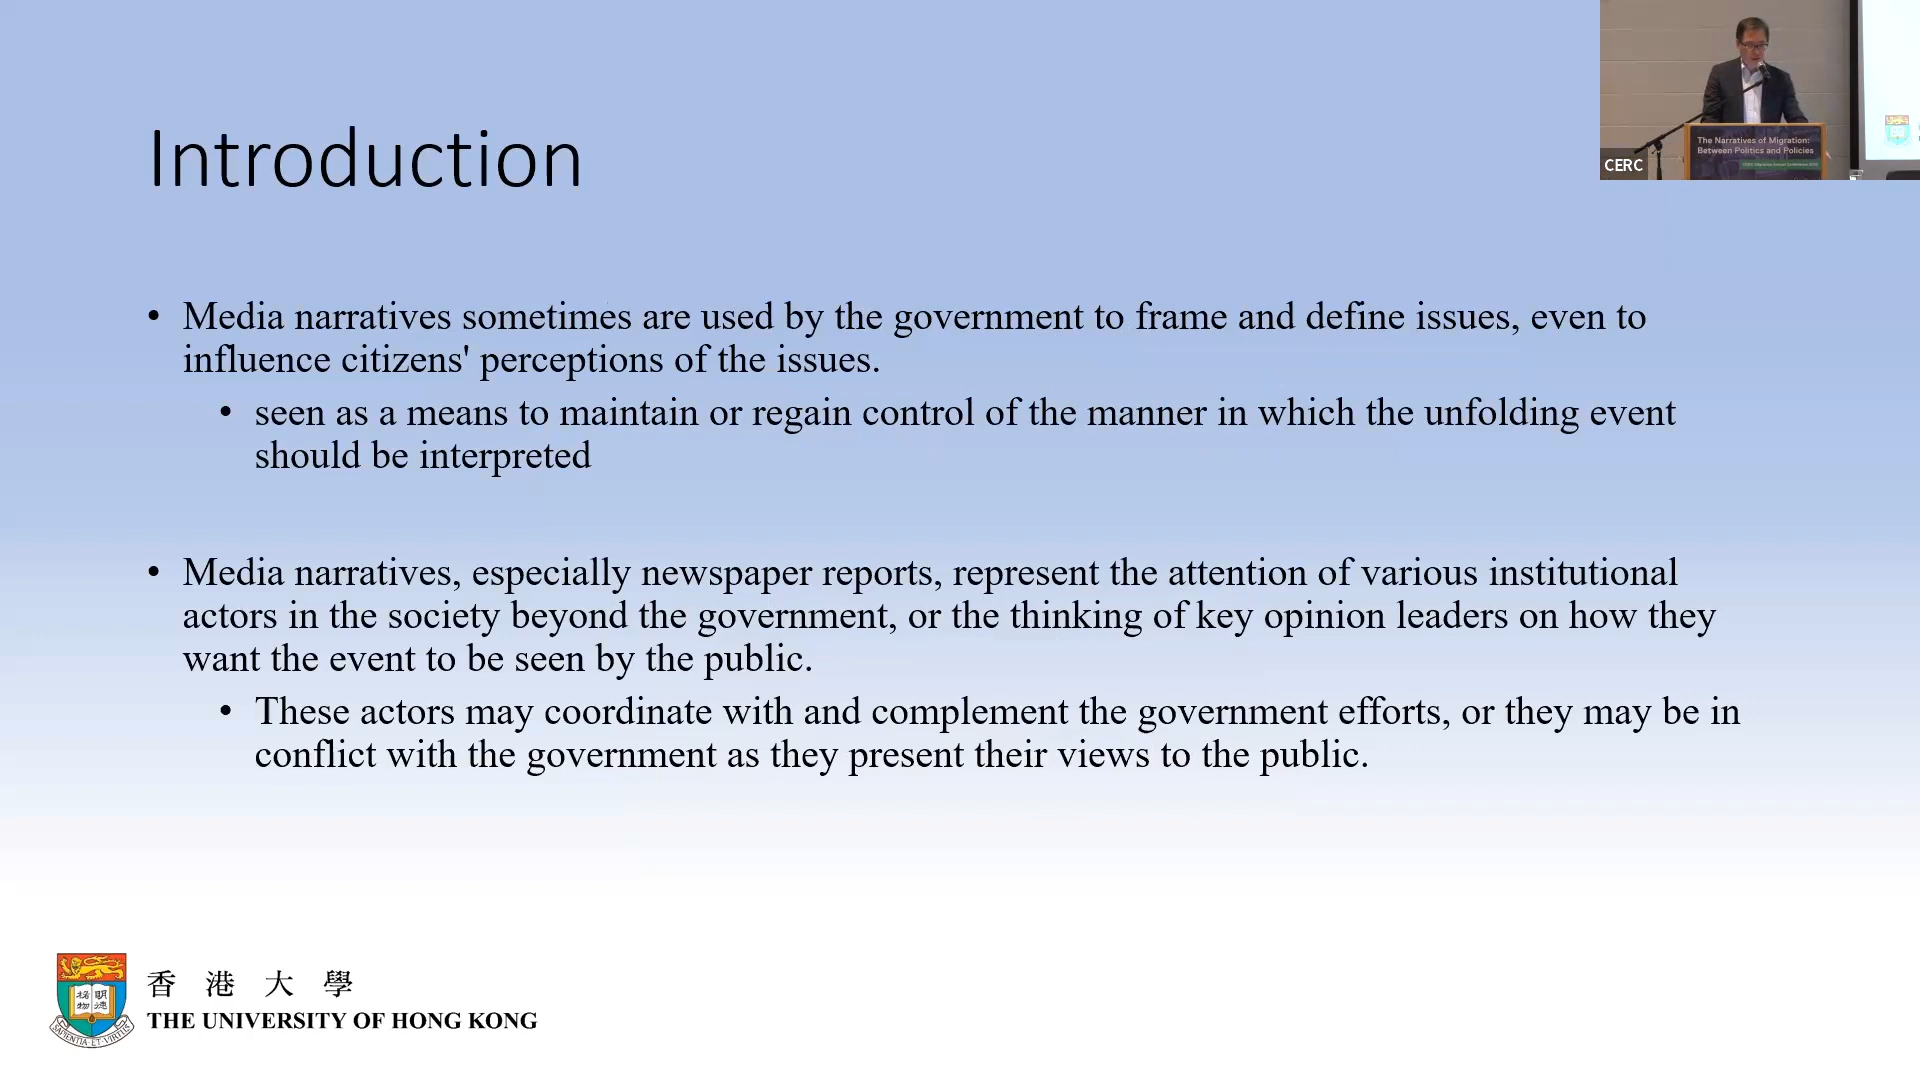 Introduction
• Media narratives sometimes are used by the government to frame and define issues, even to
influence citizens' perceptions of the issues.
• seen as a means to maintain or regain control of the manner in which the unfolding event
should be interpreted
• Media narratives, especially newspaper reports, represent the attention of various institutional
actors in the society beyond the government, or the thinking of key opinion leaders on how they
want the event to be seen by the public.
• These actors may coordinate with and complement the government efforts, or they may be in
conflict with the government as they present their views to the public.
香港大學
THE UNIVERSITY OF HONG KONG
SAPIENTIA·ET·VIRTUS
The Narratives of Migration:
Between Politics and Policies
CERC